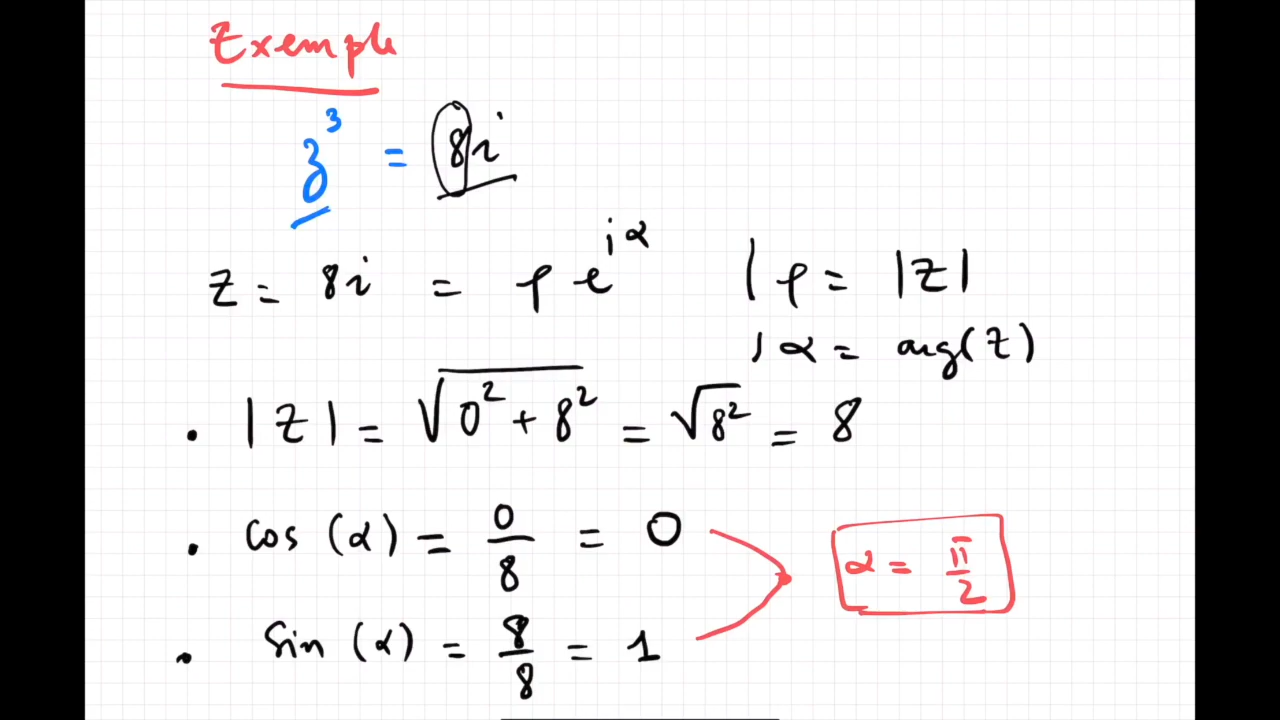 Exemple
z³ = 8i
Z = 8i = ρ e^{iα} | ρ = |Z|
| α = arg(Z)
• |Z| = √(0² + 8²) = √8² = 8
• cos (α) = 0/8 = 0
α = π/2
• Sin (α) = 8/8 = 1